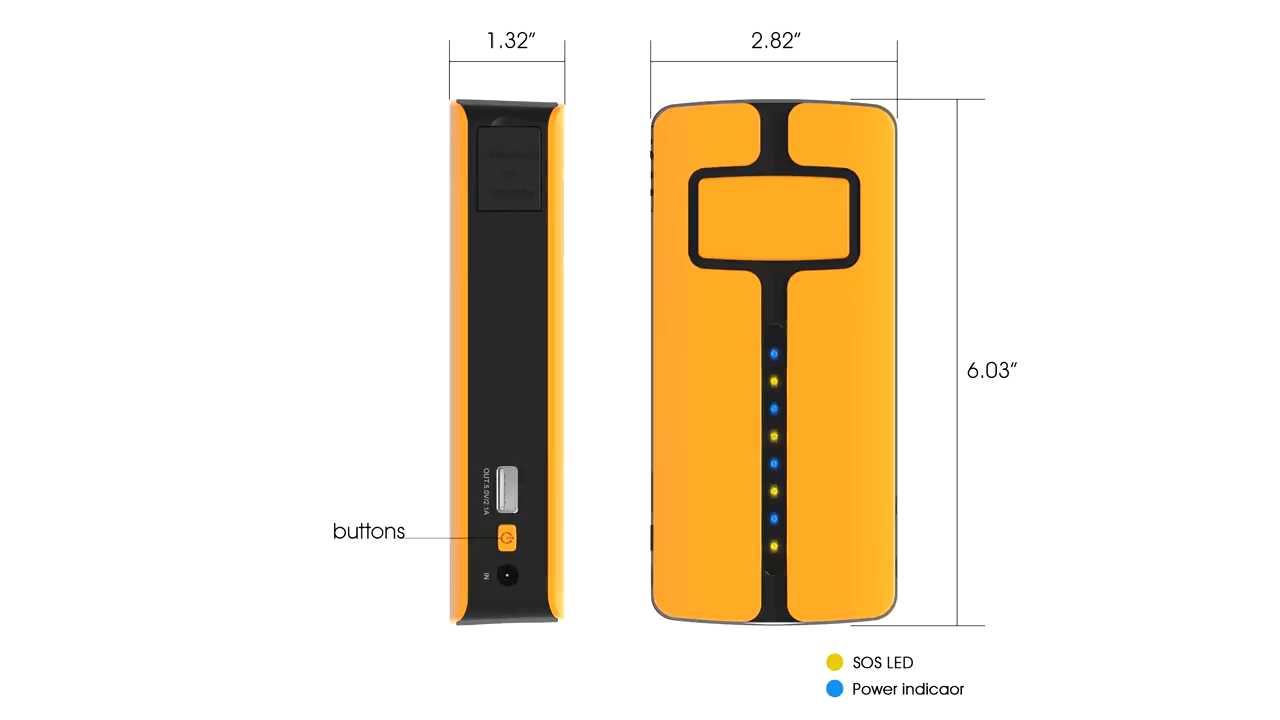 1.32”
2.82”
6.03”
OUT:5.0V/2.1A
buttons
IN
SOS LED
Power indicaor